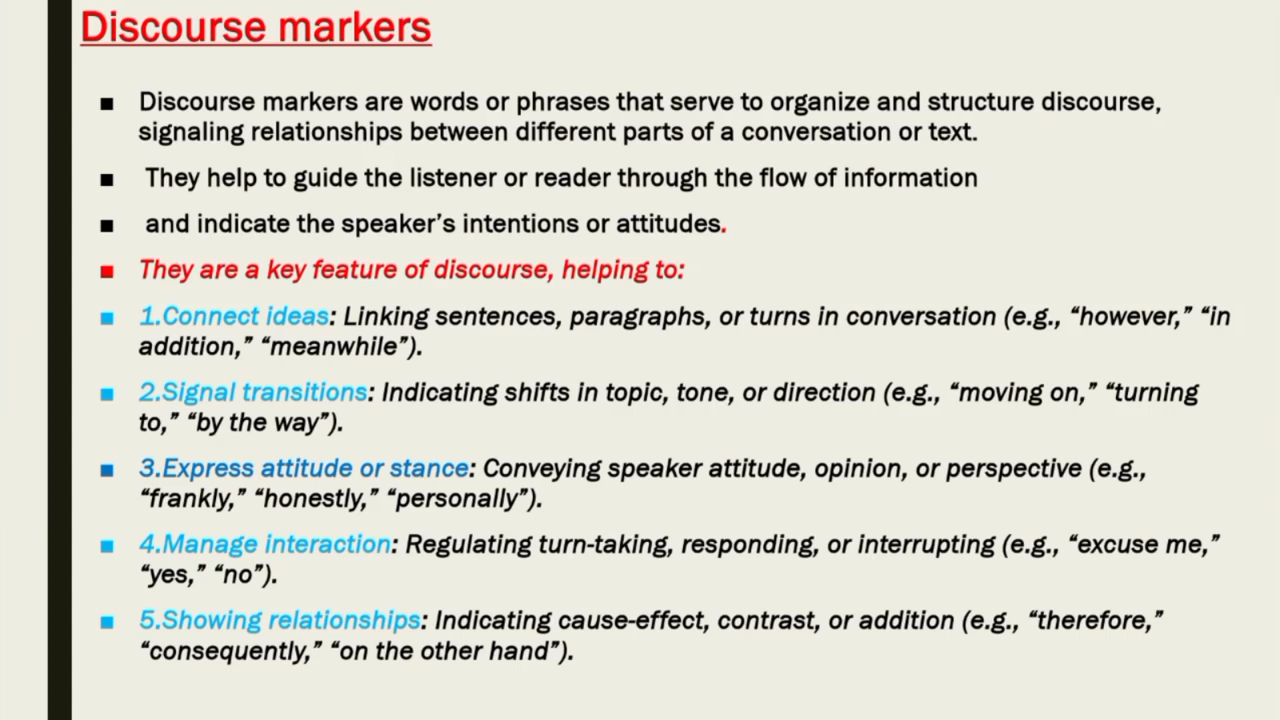 Discourse markers
▪ Discourse markers are words or phrases that serve to organize and structure discourse,
signaling relationships between different parts of a conversation or text.
▪ They help to guide the listener or reader through the flow of information
▪ and indicate the speaker’s intentions or attitudes.
▪ They are a key feature of discourse, helping to:
▪ 1.Connect ideas: Linking sentences, paragraphs, or turns in conversation (e.g., “however,” “in
addition,” “meanwhile”).
▪ 2.Signal transitions: Indicating shifts in topic, tone, or direction (e.g., “moving on,” “turning
to,” “by the way”).
▪ 3.Express attitude or stance: Conveying speaker attitude, opinion, or perspective (e.g.,
“frankly,” “honestly,” “personally”).
▪ 4.Manage interaction: Regulating turn-taking, responding, or interrupting (e.g., “excuse me,”
“yes,” “no”).
▪ 5.Showing relationships: Indicating cause-effect, contrast, or addition (e.g., “therefore,”
“consequently,” “on the other hand”).